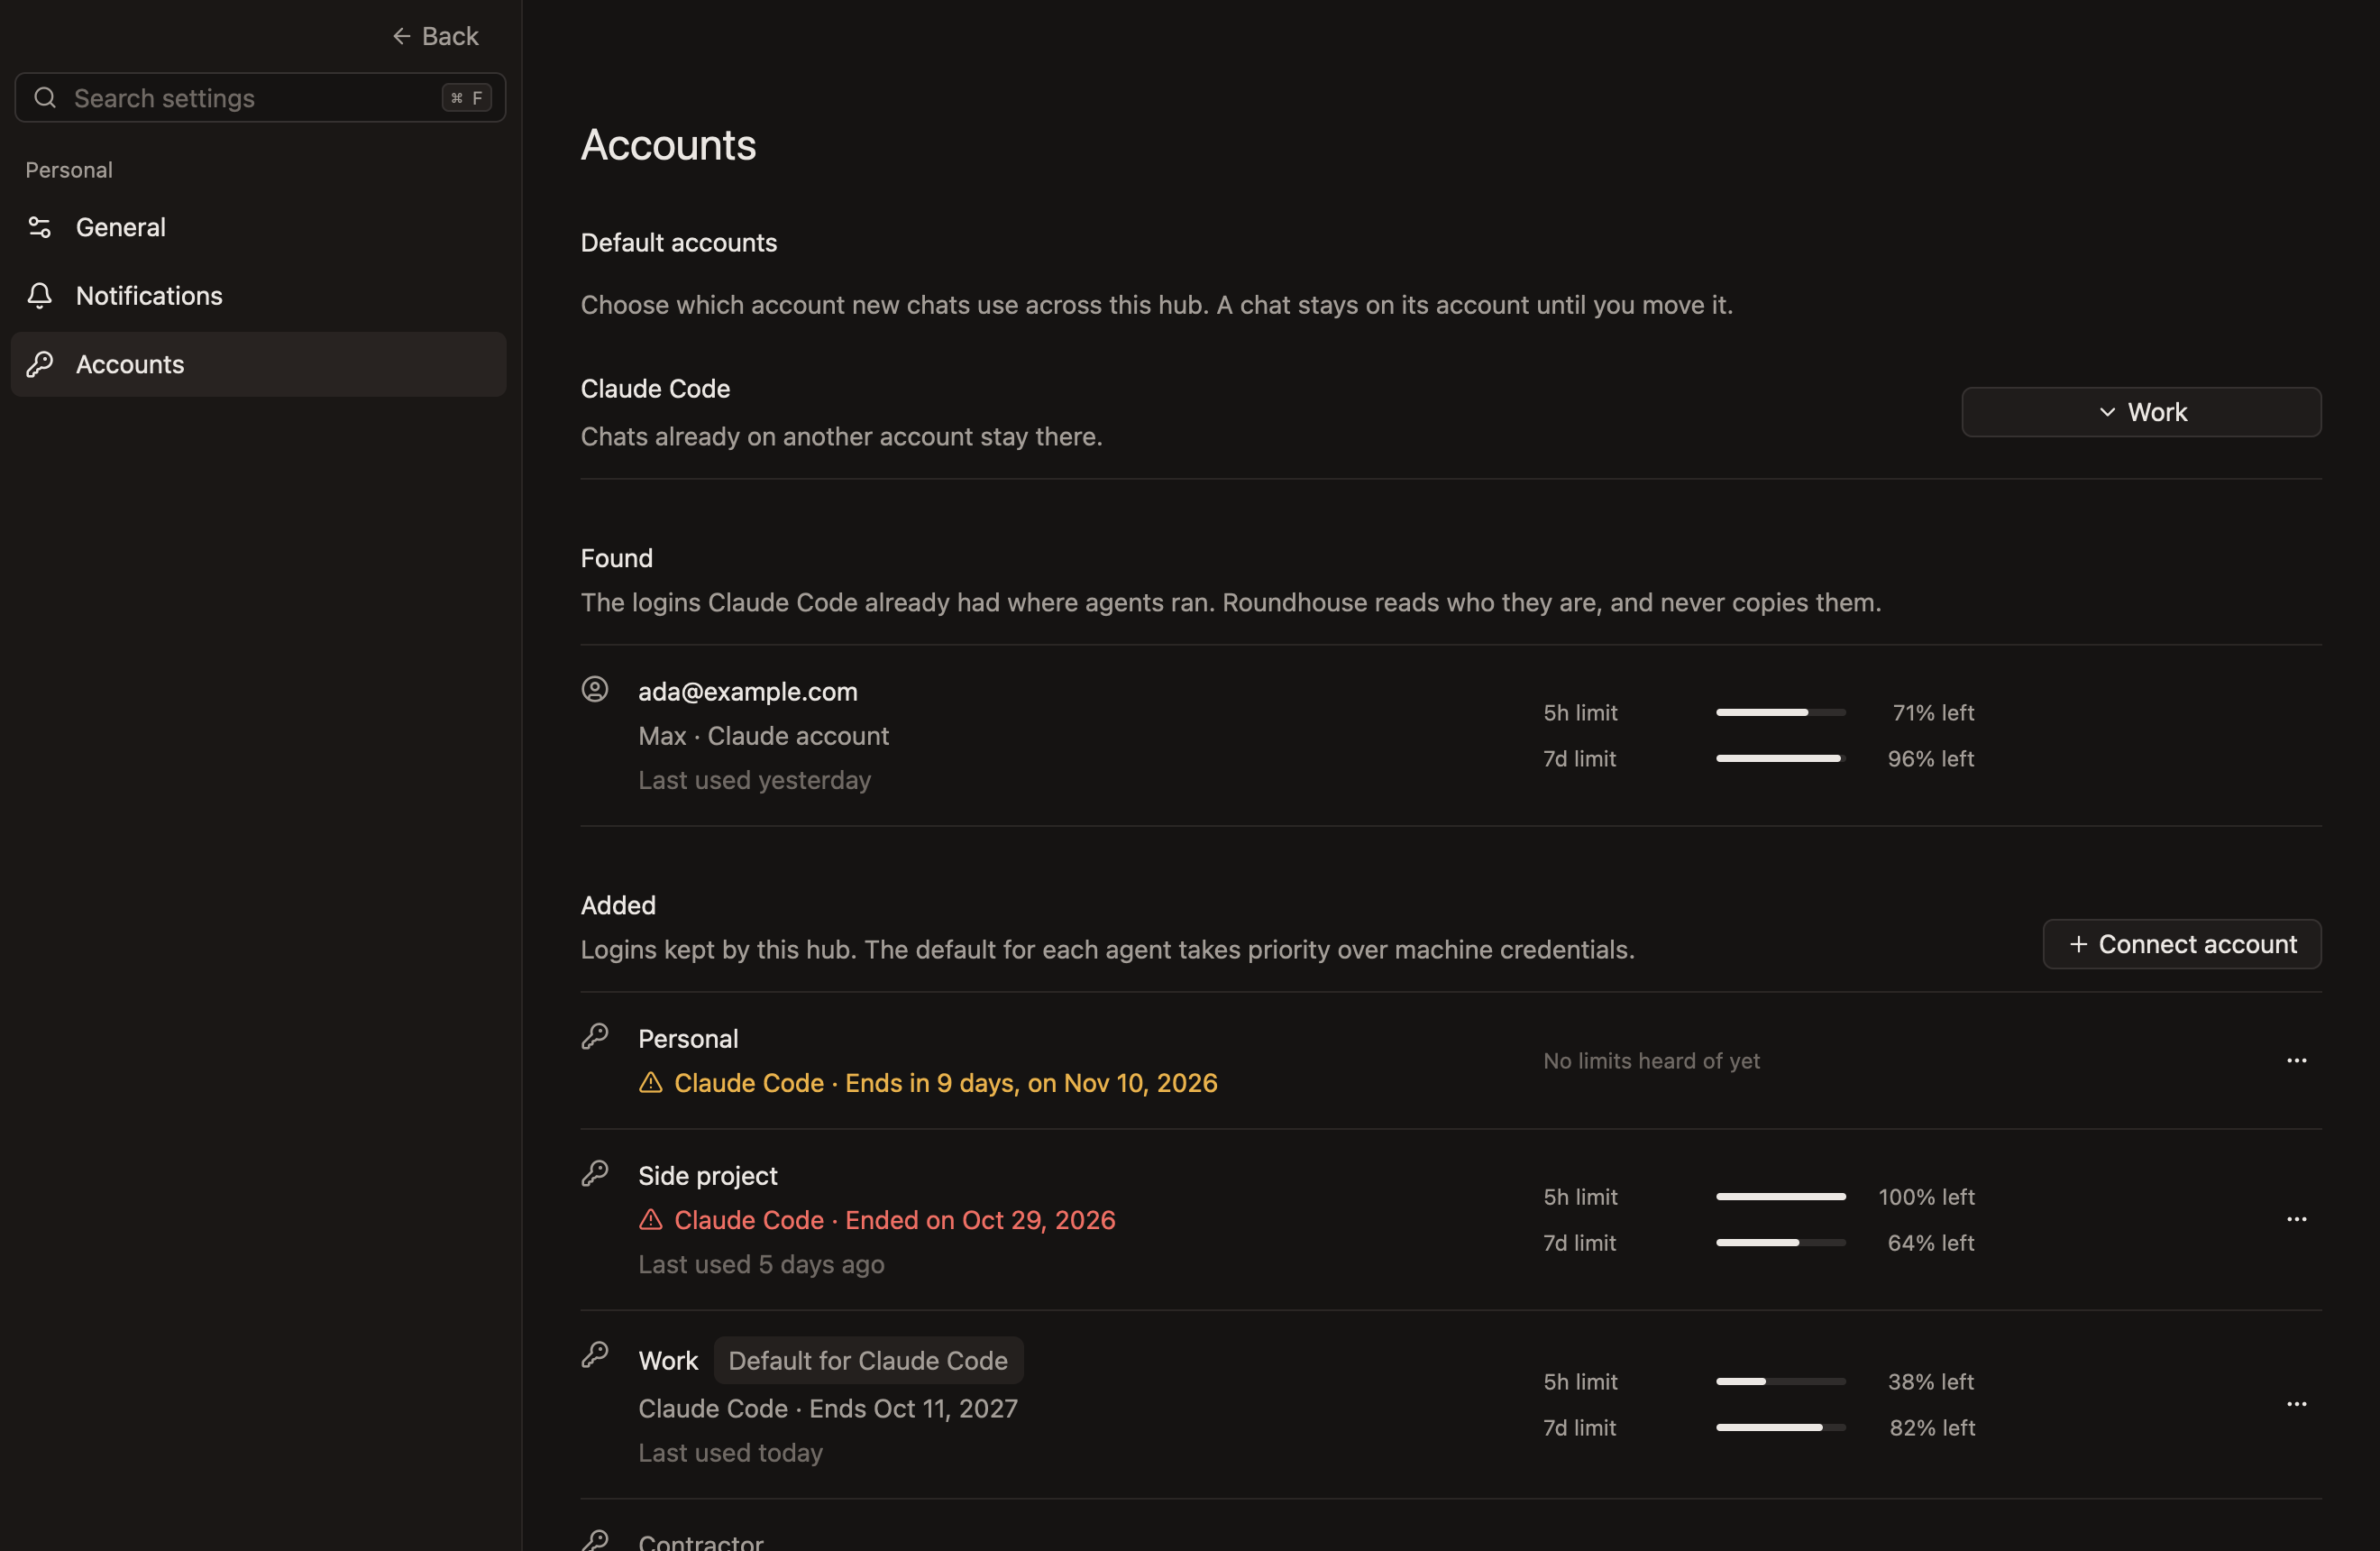 Back
Search settings
⌘ F
Personal
General
Notifications
Accounts
Accounts
Default accounts
Choose which account new chats use across this hub. A chat stays on its account until you move it.
Claude Code
Chats already on another account stay there.
Work
Found
The logins Claude Code already had where agents ran. Roundhouse reads who they are, and never copies them.
ada@example.com
Max · Claude account
Last used yesterday
5h limit 71% left
7d limit 96% left
Added
Logins kept by this hub. The default for each agent takes priority over machine credentials.
Connect account
Personal
Claude Code · Ends in 9 days, on Nov 10, 2026
No limits heard of yet
Side project
Claude Code · Ended on Oct 29, 2026
Last used 5 days ago
5h limit 100% left
7d limit 64% left
Work Default for Claude Code
Claude Code · Ends Oct 11, 2027
Last used today
5h limit 38% left
7d limit 82% left
Contractor